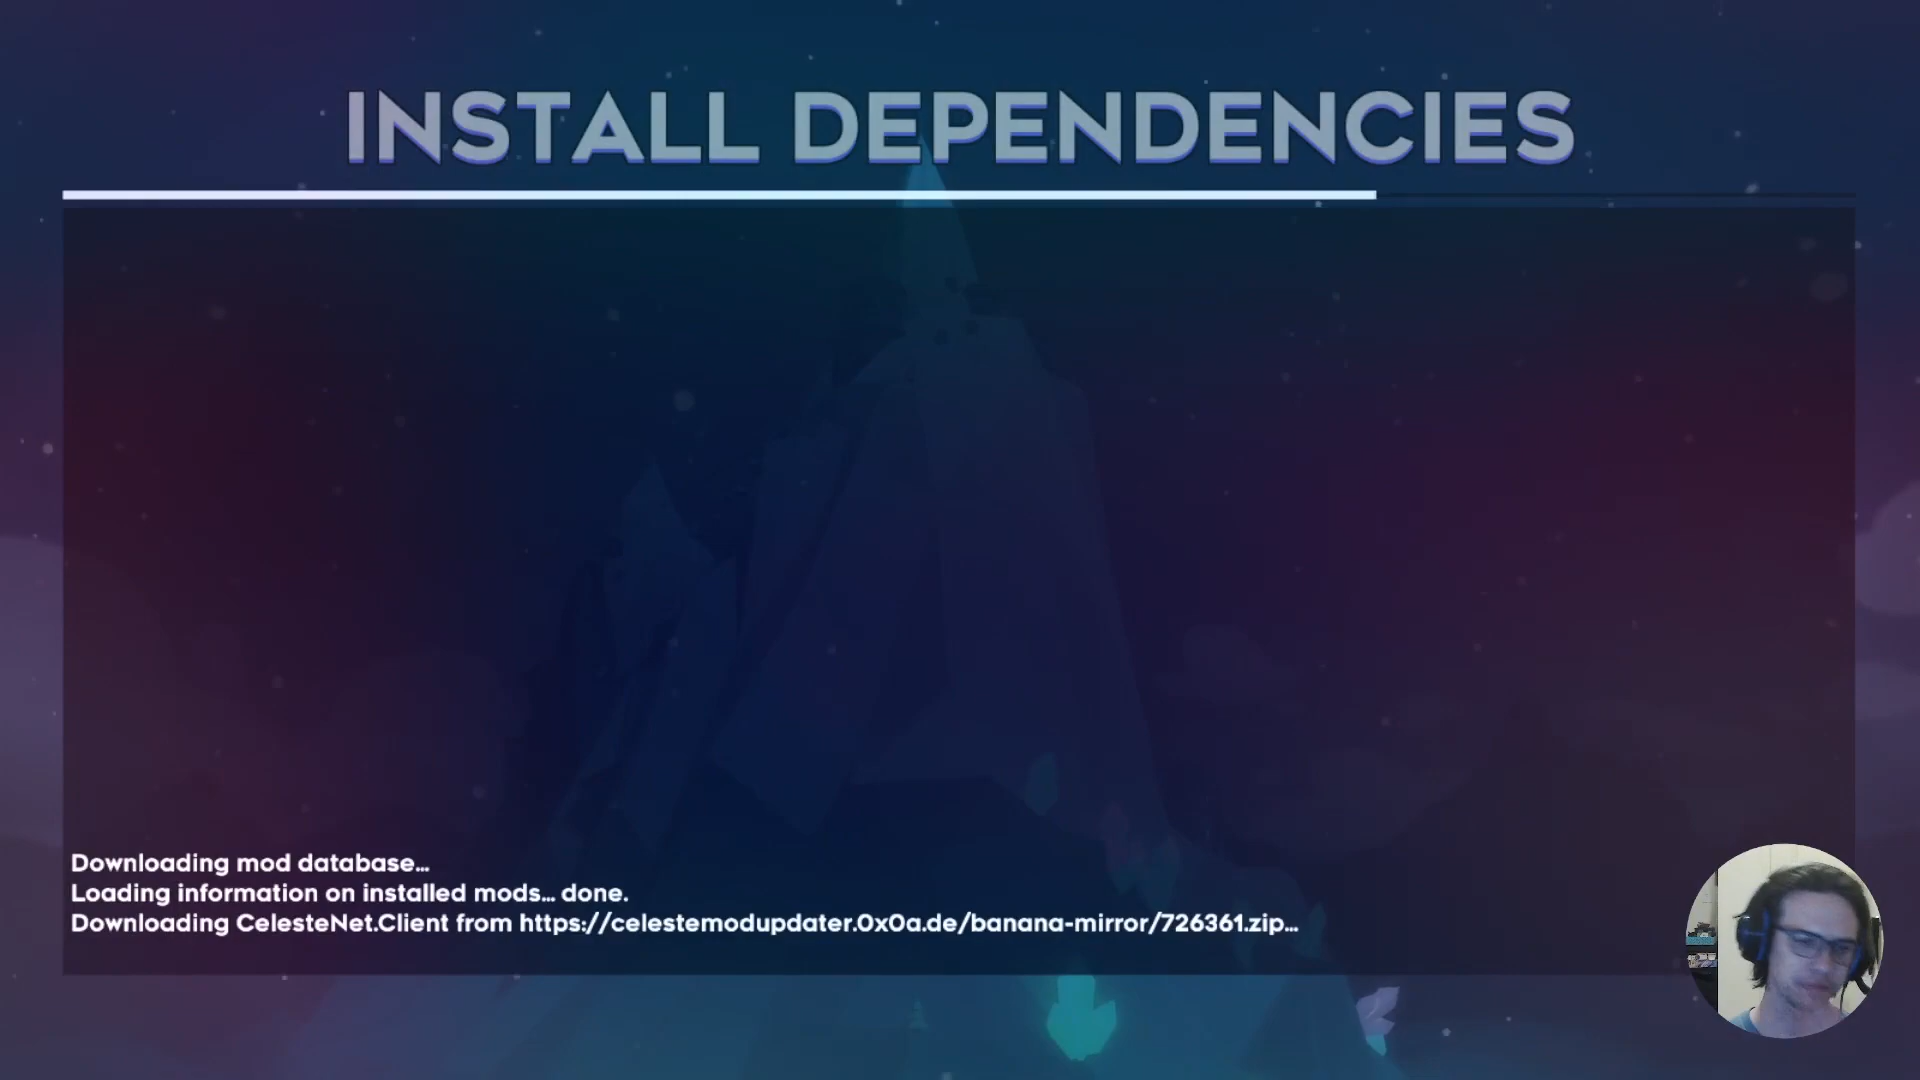 INSTALL DEPENDENCIES
Downloading mod database...
Loading information on installed mods... done.
Downloading CelesteNet.Client from https://celestemodupdater.0x0a.de/banana-mirror/726361.zip...